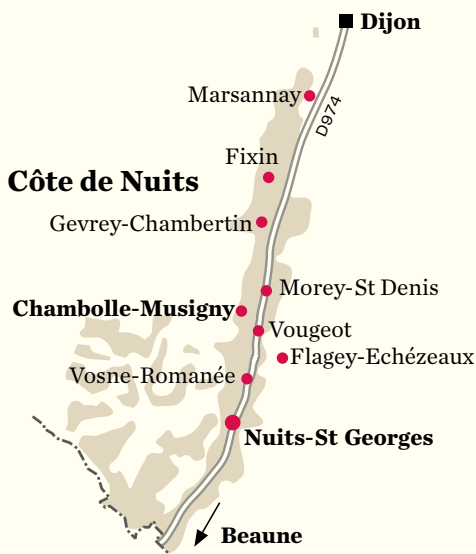 Dijon
Marsannay
D974
Fixin
Côte de Nuits
Gevrey-Chambertin
Morey-St Denis
Chambolle-Musigny
Vougeot
Flagey-Echézeaux
Vosne-Romanée
Nuits-St Georges
Beaune